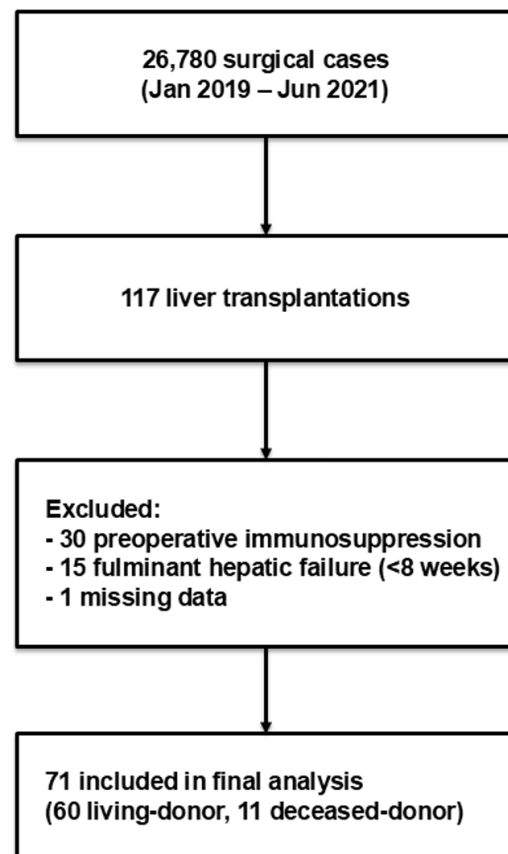 26,780 surgical cases
(Jan 2019 – Jun 2021)
117 liver transplantations
Excluded:
- 30 preoperative immunosuppression
- 15 fulminant hepatic failure (<8 weeks)
- 1 missing data
71 included in final analysis
(60 living-donor, 11 deceased-donor)